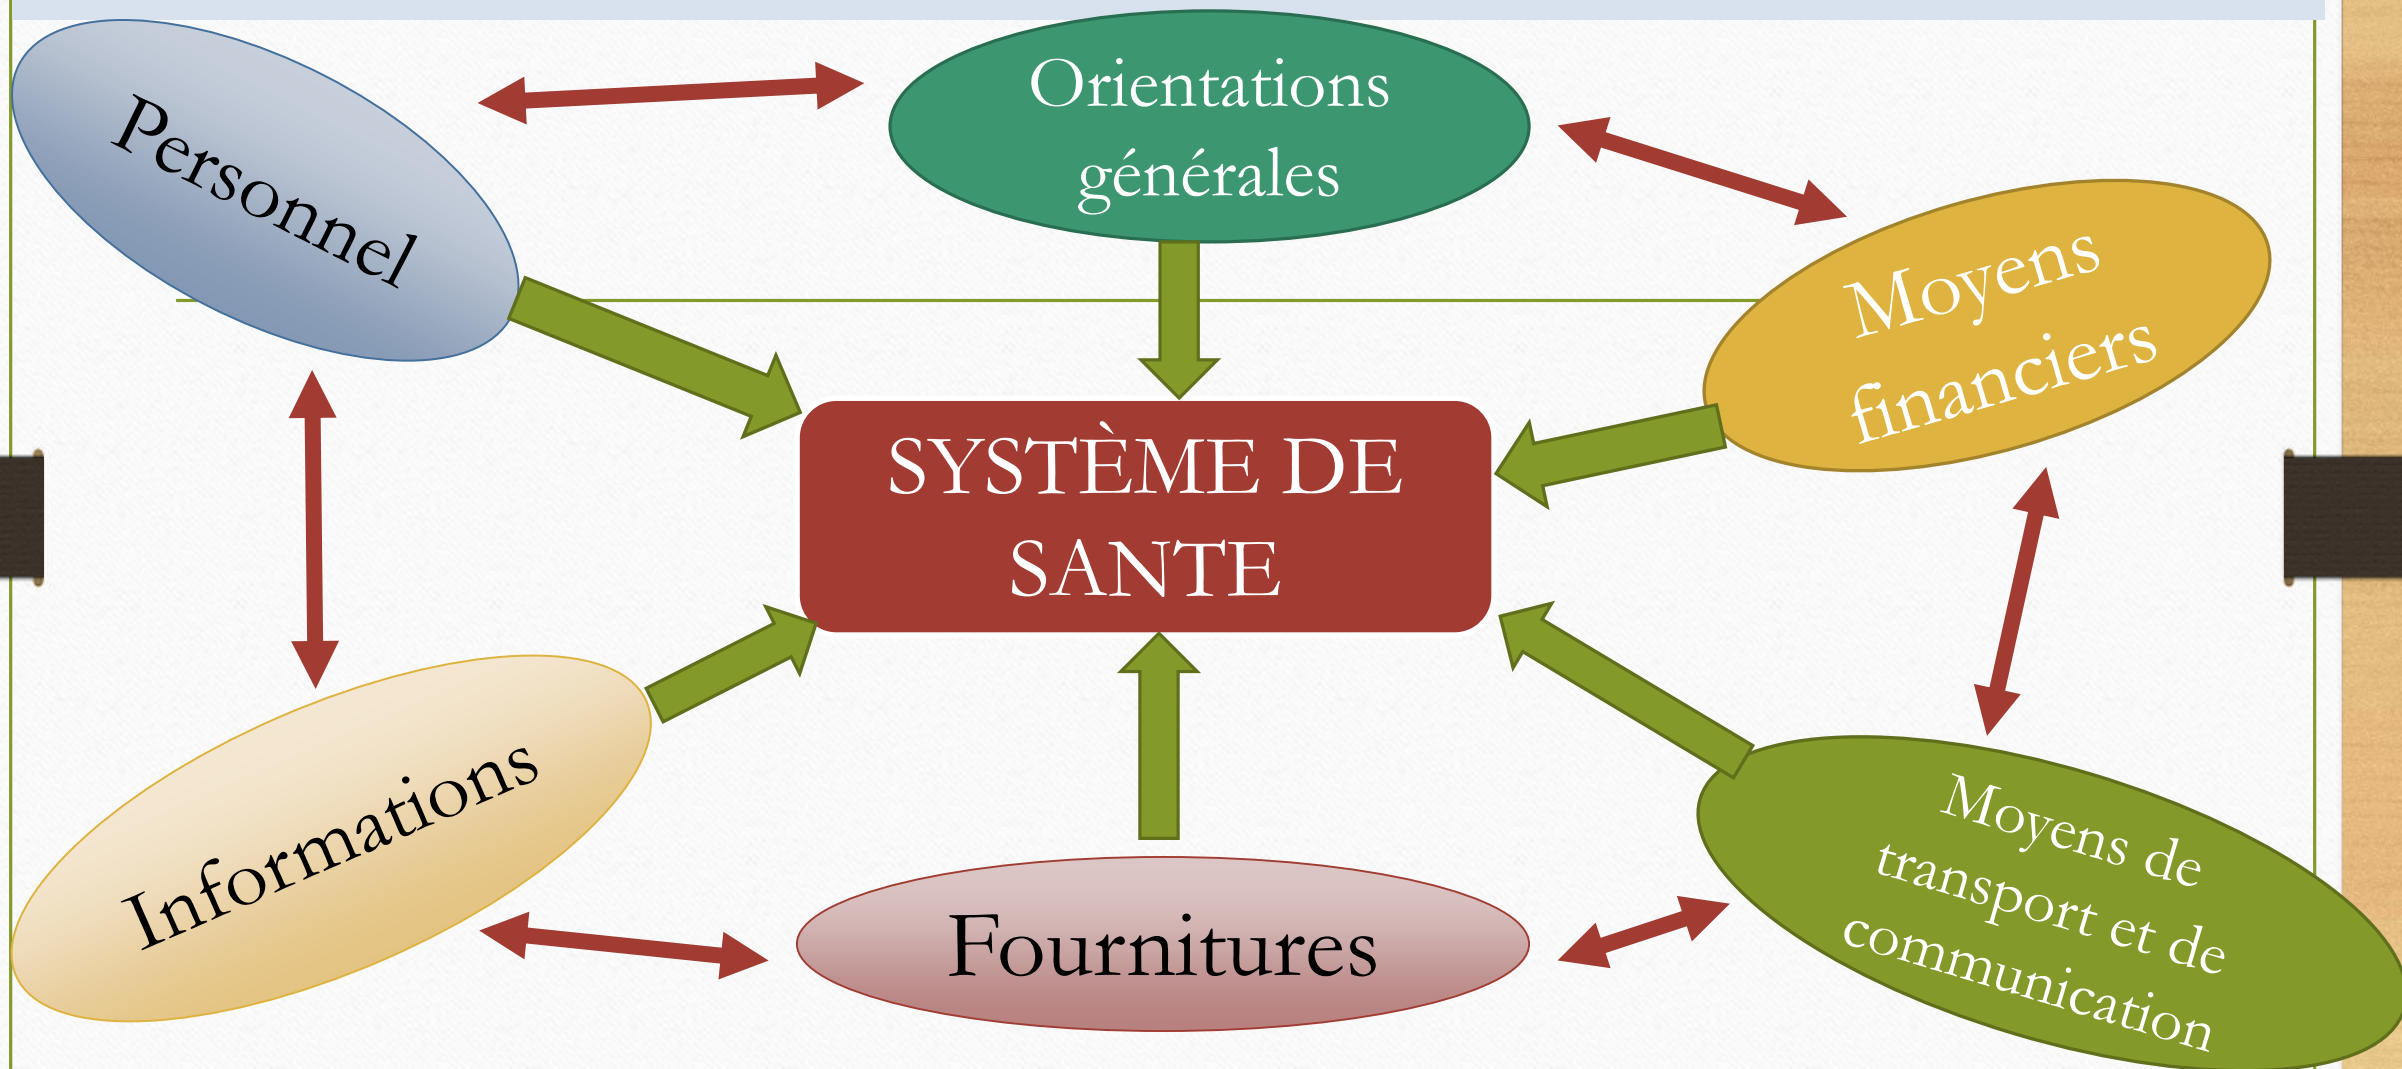 Personnel
Orientations
générales
Moyens
financiers
SYSTÈME DE
SANTE
Informations
Fournitures
Moyens de
transport et de
communication